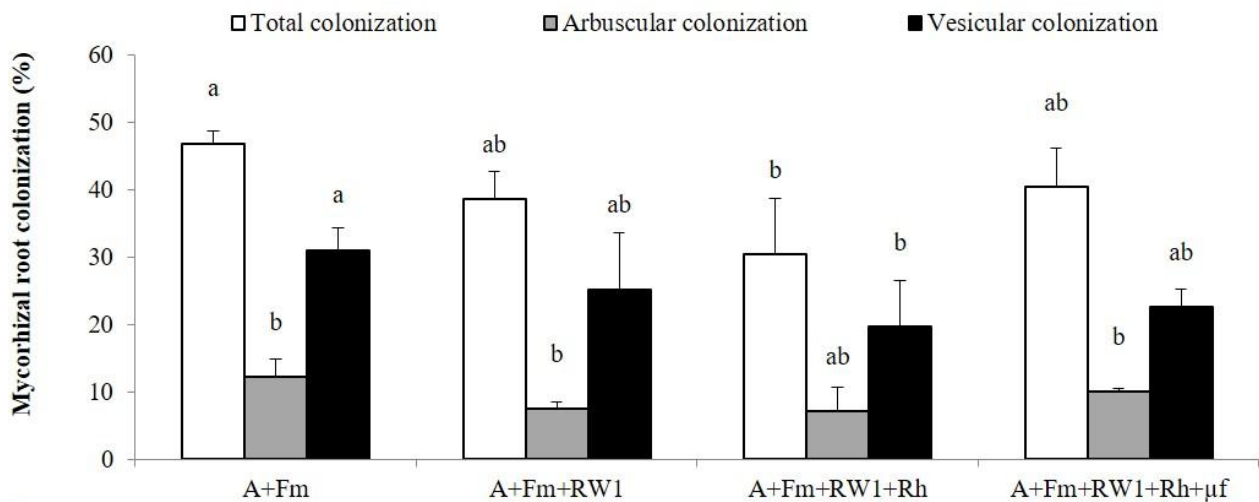 Total colonization Arbuscular colonization Vesicular colonization
Mycorhizal root colonization (%)
60
50
40
30
20
10
0
a
b
a
ab
b
ab
b
ab
b
ab
b
ab
A+Fm A+Fm+RW1 A+Fm+RW1+Rh A+Fm+RW1+Rh+µf